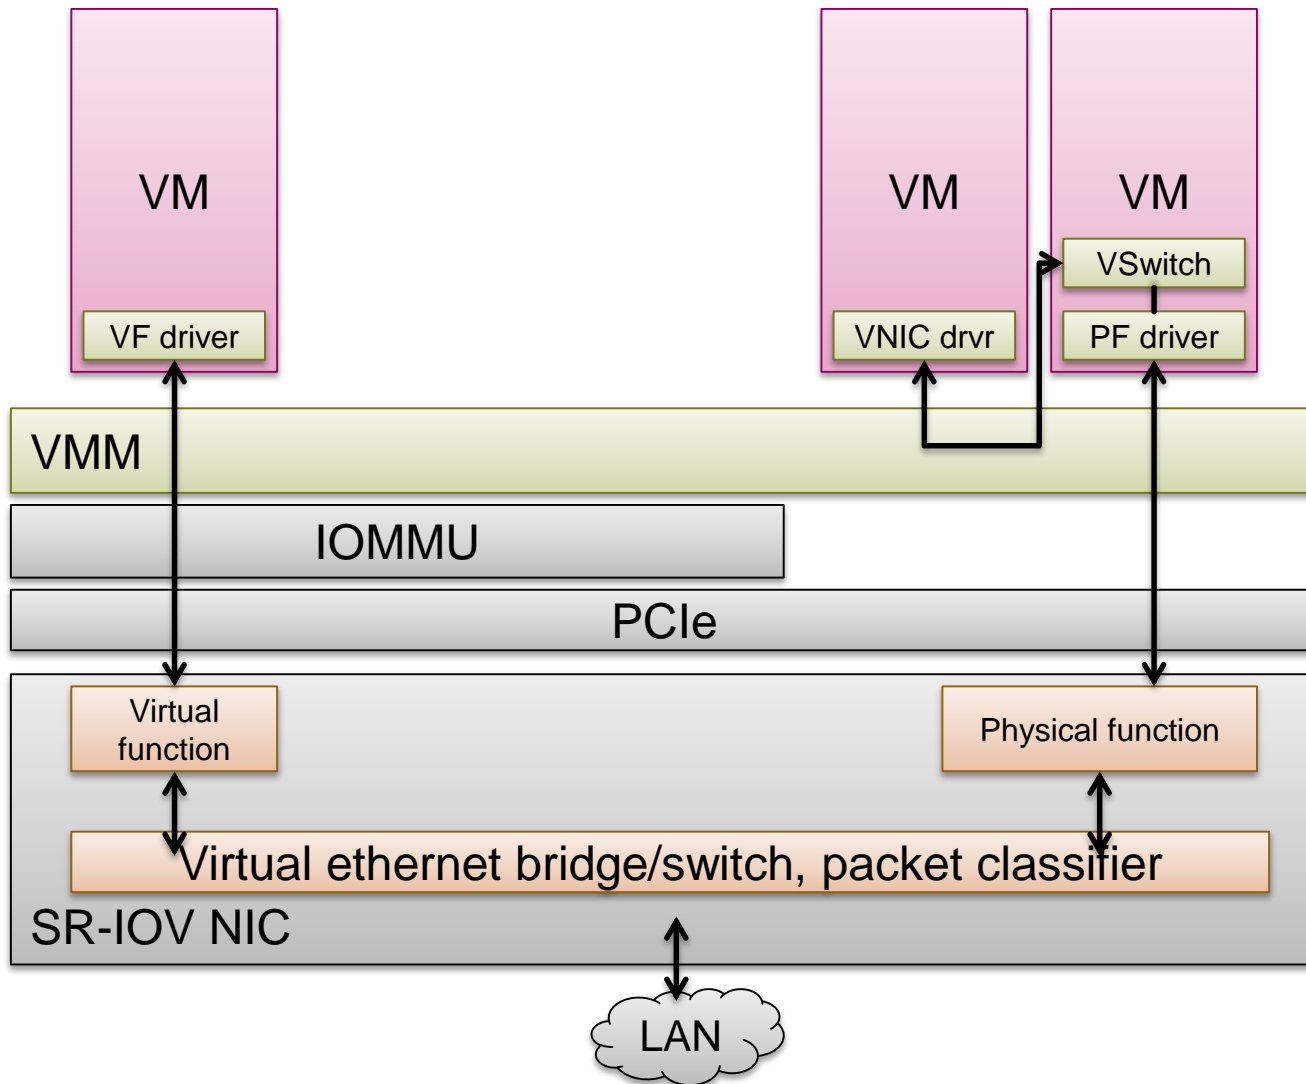 VM
VM
VM
VSwitch
VF driver
VNIC drvr
PF driver
VMM
IOMMU
PCIe
Virtual
function
Physical function
Virtual ethernet bridge/switch, packet classifier
SR-IOV NIC
LAN